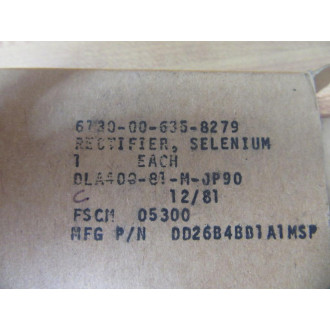 6130-00-635-8279
RECTIFIER, SELENIUM
1 EACH
DLA400-81-M-JP90
C 12/81
FSCM 05300
MFG P/N DD26B4BD1A1MSP